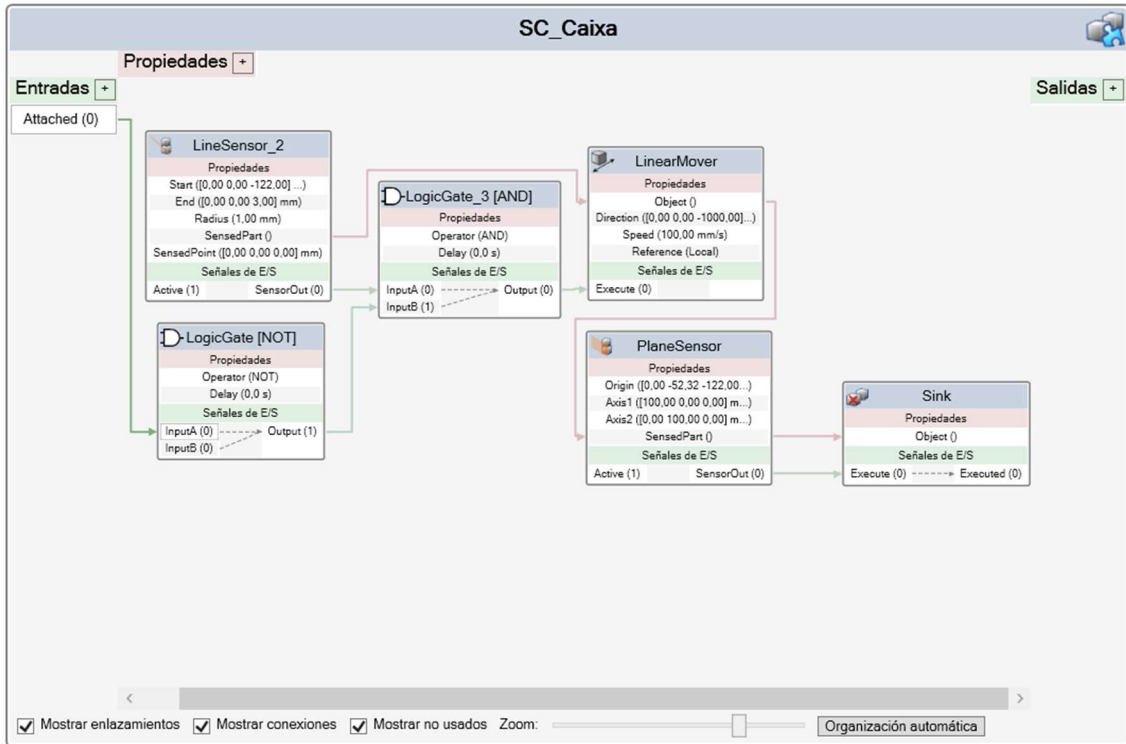 SC_Caixa
Propiedades +
Entradas +
Salidas +
Attached (0)
LineSensor_2
Propiedades
Start ([0,00 0,00 -122,00] ...)
End ([0,00 0,00 3,00] mm)
Radius (1,00 mm)
SensedPart ()
SensedPoint ([0,00 0,00 0,00] mm)
Señales de E/S
Active (1) SensorOut (0)
LogicGate [NOT]
Propiedades
Operator (NOT)
Delay (0,0 s)
Señales de E/S
InputA (0) Output (1)
InputB (0)
LogicGate_3 [AND]
Propiedades
Operator (AND)
Delay (0,0 s)
Señales de E/S
InputA (0) Output (0)
InputB (1)
LinearMover
Propiedades
Object ()
Direction ([0,00 0,00 -1000,00]...)
Speed (100,00 mm/s)
Reference (Local)
Señales de E/S
Execute (0)
PlaneSensor
Propiedades
Origin ([0,00 -52,32 -122,00...)
Axis1 ([100,00 0,00 0,00] m...)
Axis2 ([0,00 100,00 0,00] m...)
SensedPart ()
Señales de E/S
Active (1) SensorOut (0)
Sink
Propiedades
Object ()
Señales de E/S
Execute (0) Executed (0)
Mostrar enlazamientos Mostrar conexiones Mostrar no usados Zoom: Organización automática